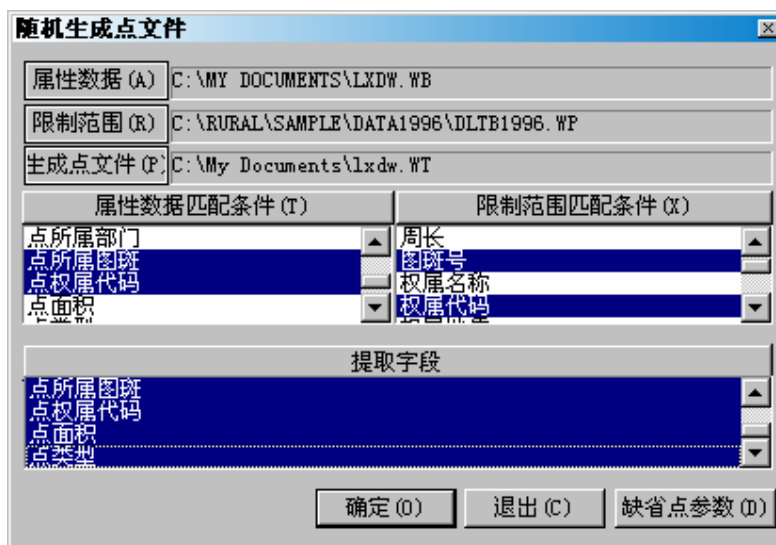 随机生成点文件
属性数据(A) C:\MY DOCUMENTS\LXDW.WB
限制范围(R) C:\RURAL\SAMPLE\DATA1996\DLTB1996.WP
生成点文件(P) C:\My Documents\lxdw.WT
属性数据匹配条件(T) 限制范围匹配条件(X)
点所属部门 周长
点所属图斑 图斑号
点权属代码 权属名称
点面积 权属代码
提取字段
点所属图斑
点权属代码
点面积
点类型
确定(O) 退出(C) 缺省点参数(D)